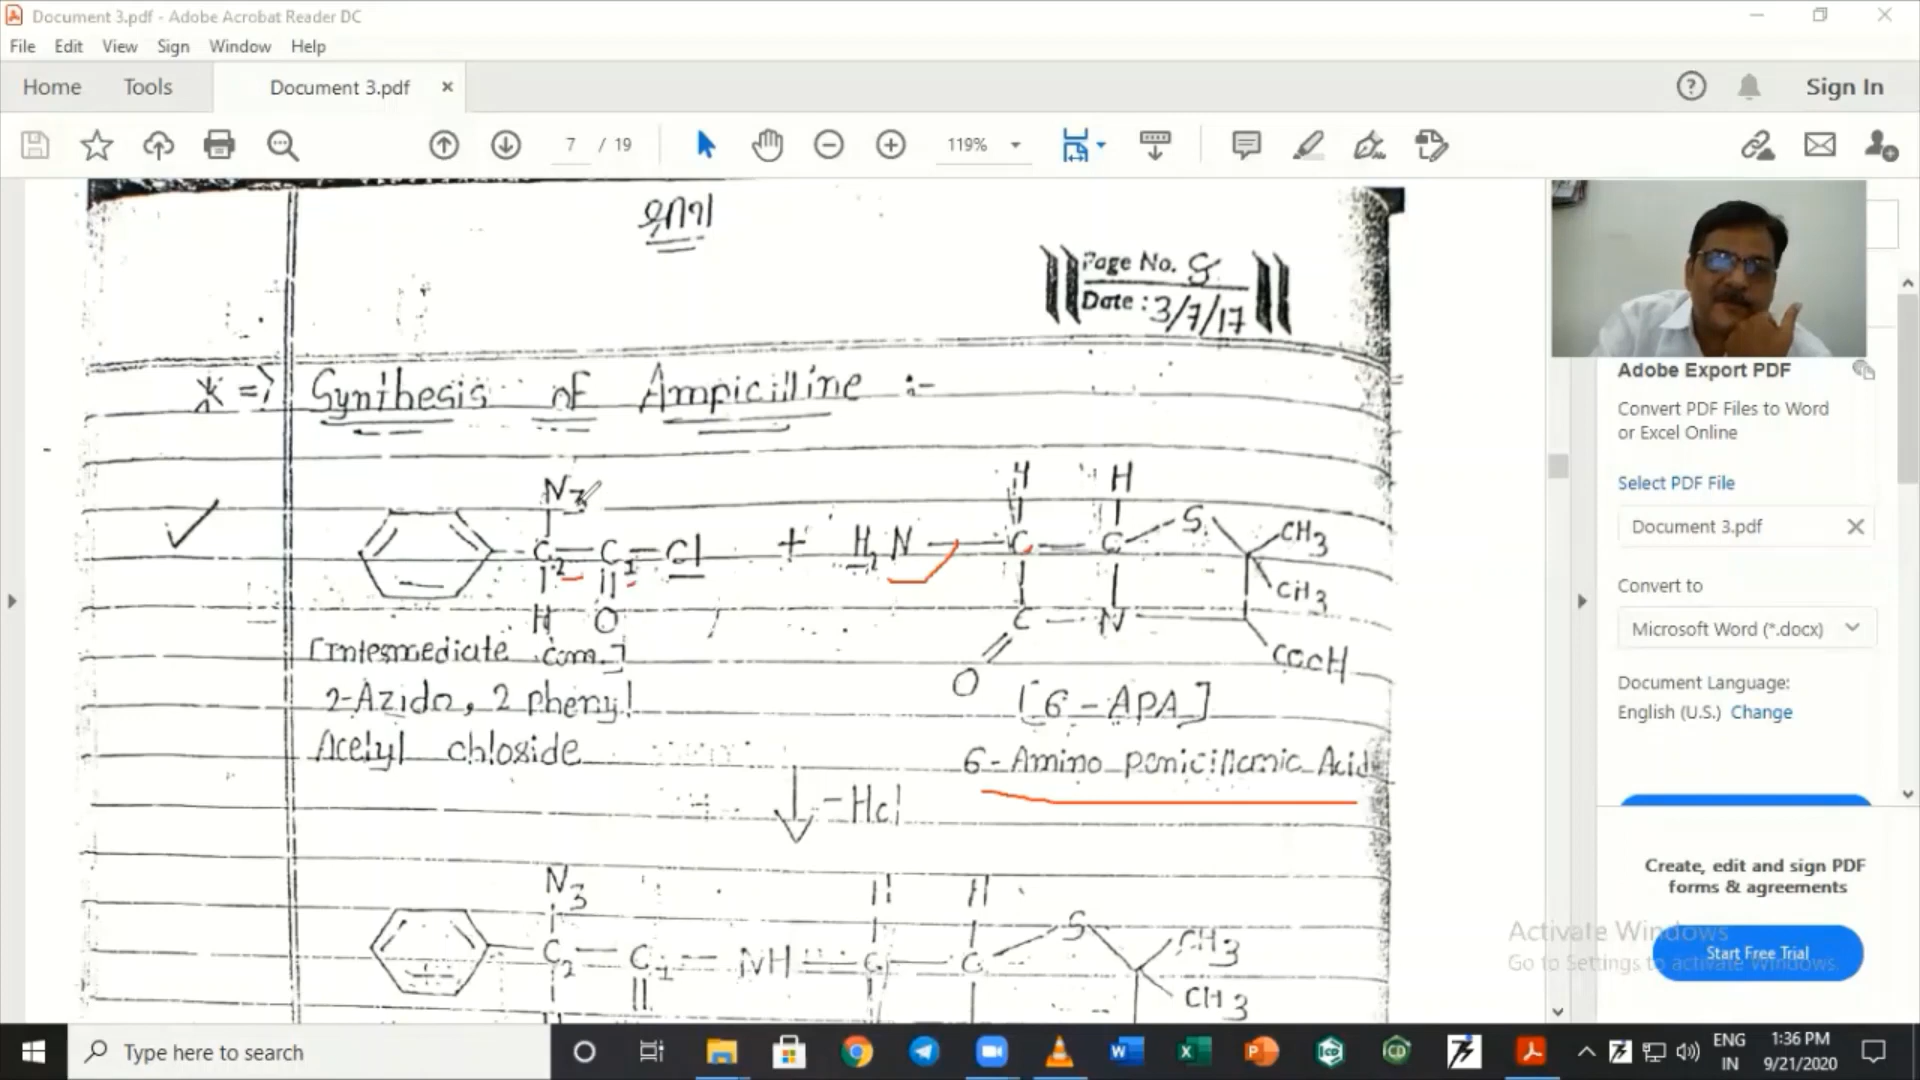 Document 3.pdf - Adobe Acrobat Reader DC
File Edit View Sign Window Help
Home Tools Document 3.pdf × Sign In
7 / 19 119%
Page No. 8
Date : 3/7/17
* => Synthesis of Ampicilline :-
N3 H H
C2 C1 Cl + H2N C C S CH3
CH3
H O C N
O COOH
[Intermediate com.]
2-Azido, 2 phenyl
Acetyl chloride
[6-APA]
6-Amino penicillamic Acid
-Hcl
N3 H H
C2 C1 NH C C S CH3
CH3
Adobe Export PDF
Convert PDF Files to Word
or Excel Online
Select PDF File
Document 3.pdf
Convert to
Microsoft Word (*.docx)
Document Language:
English (U.S.) Change
Create, edit and sign PDF
forms & agreements
Start Free Trial
Activate Windows
Go to Settings to activate Windows.
Type here to search
ENG
IN
1:36 PM
9/21/2020